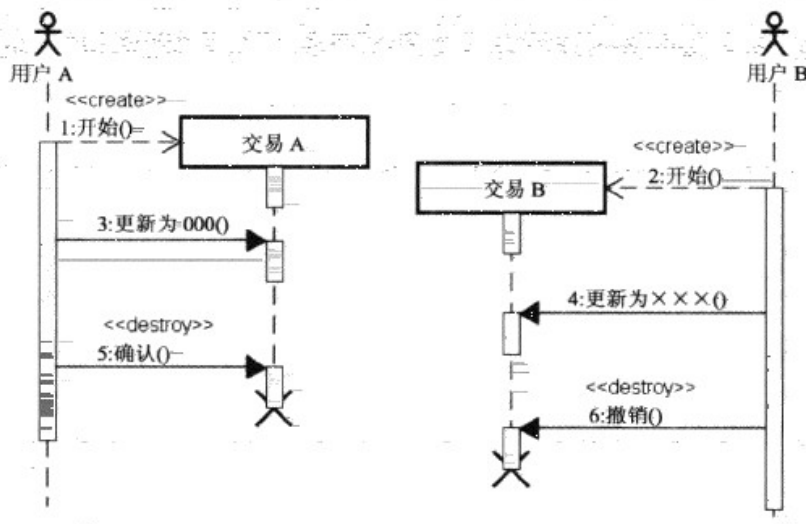 用户 A
用户 B
<<create>>
1:开始()
交易 A
<<create>>
2:开始()
交易 B
3:更新为 000()
4:更新为×××()
<<destroy>>
5:确认()
<<destroy>>
6:撤销()